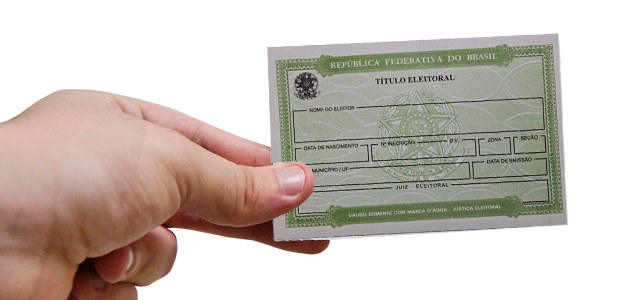 REPÚBLICA FEDERATIVA DO BRASIL
TÍTULO ELEITORAL
NOME DO ELEITOR
DATA DE NASCIMENTO Nº INSCRIÇÃO D.V. ZONA SEÇÃO
MUNICÍPIO / UF DATA DE EMISSÃO
JUIZ ELEITORAL
VÁLIDO SOMENTE COM MARCA D'ÁGUA - JUSTIÇA ELEITORAL